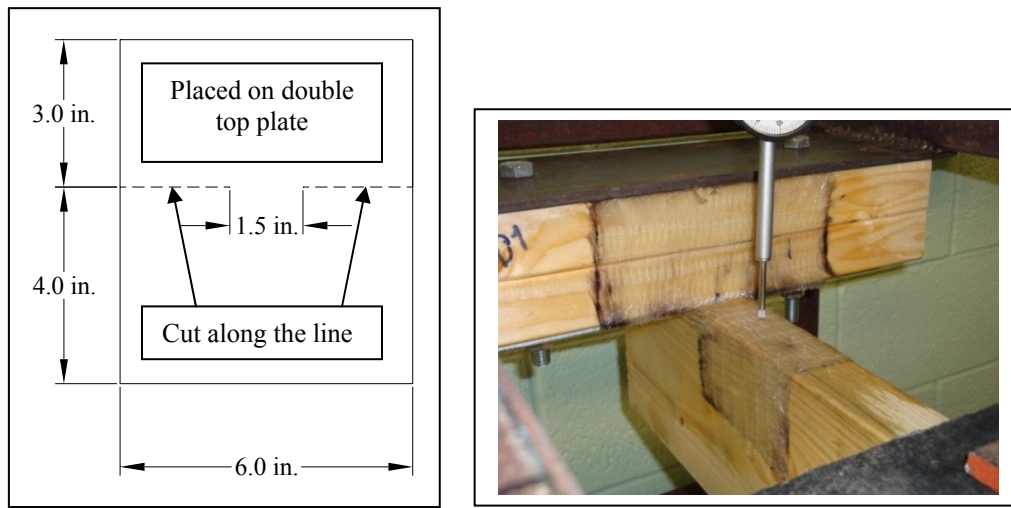 Placed on double
top plate
3.0 in.
1.5 in.
4.0 in.
Cut along the line
6.0 in.
1